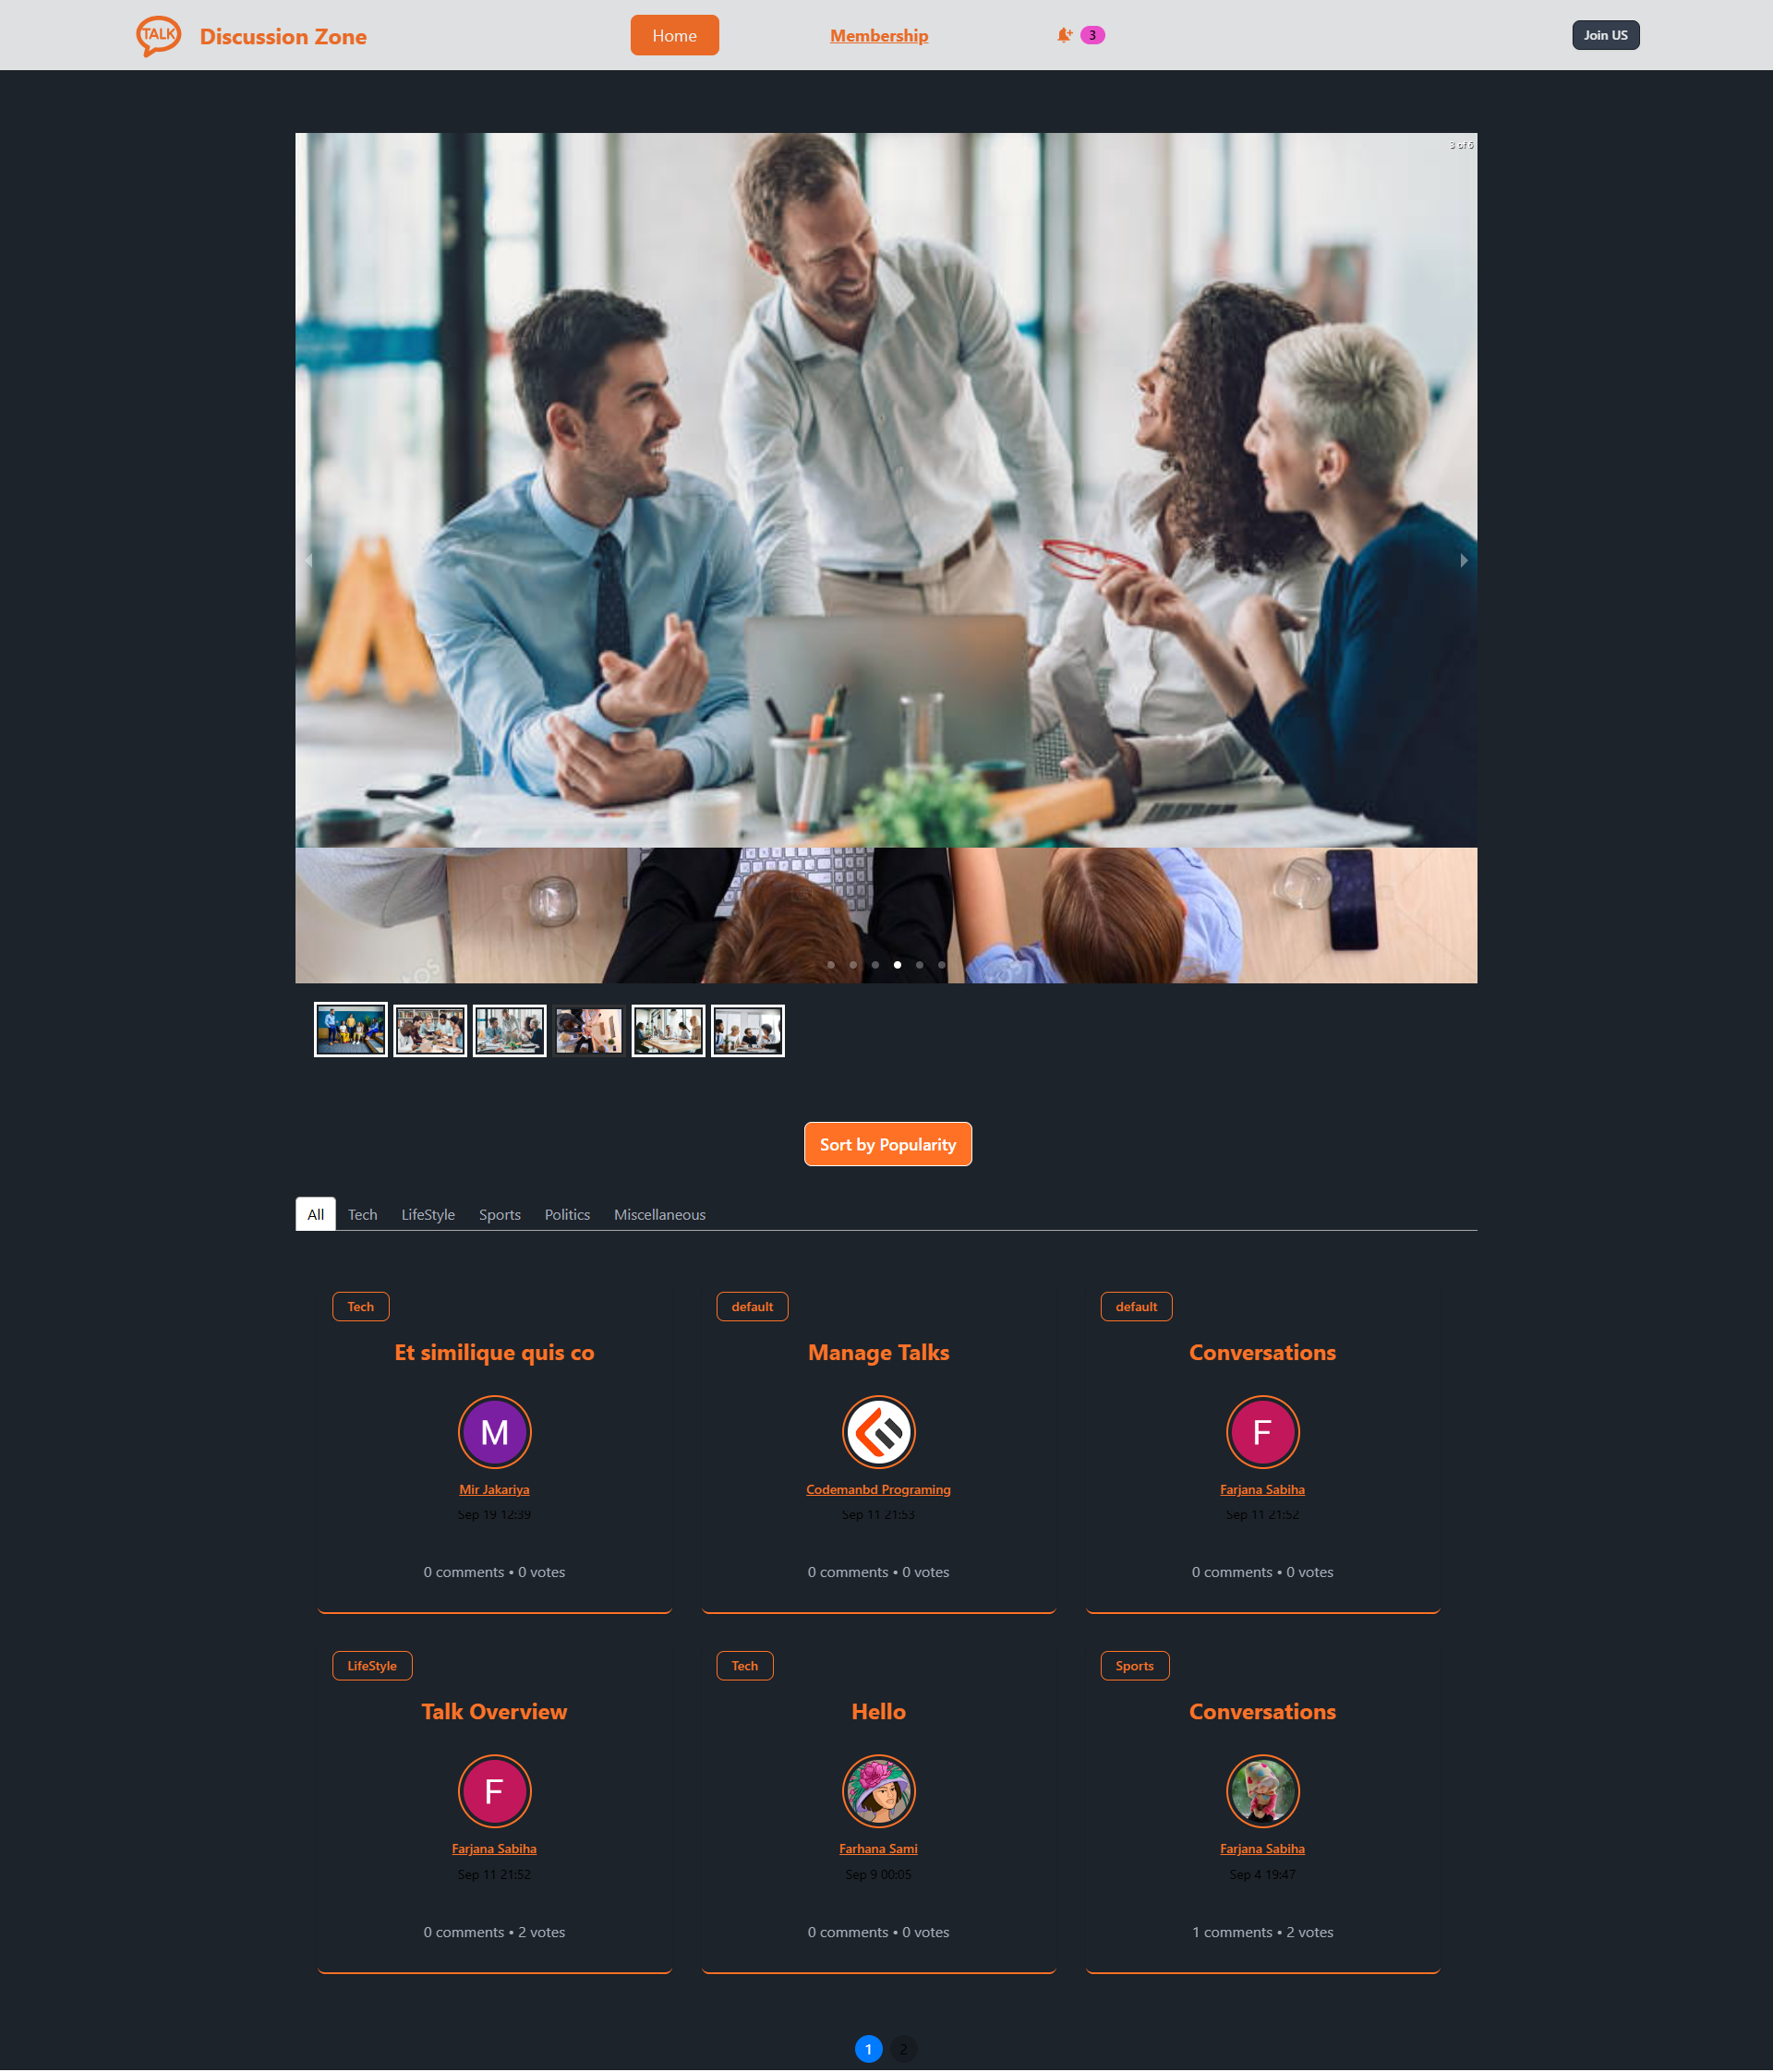 TALK
Discussion Zone
Home
Membership
3
Join US
3 of 6
Sort by Popularity
All
Tech
LifeStyle
Sports
Politics
Miscellaneous
Tech
Et similique quis co
M
Mir Jakariya
Sep 19 12:39
0 comments • 0 votes
default
Manage Talks
Codemanbd Programing
Sep 11 21:53
0 comments • 0 votes
default
Conversations
F
Farjana Sabiha
Sep 11 21:52
0 comments • 0 votes
LifeStyle
Talk Overview
F
Farjana Sabiha
Sep 11 21:52
0 comments • 2 votes
Tech
Hello
Farhana Sami
Sep 9 00:05
0 comments • 0 votes
Sports
Conversations
Farjana Sabiha
Sep 4 19:47
1 comments • 2 votes
1
2